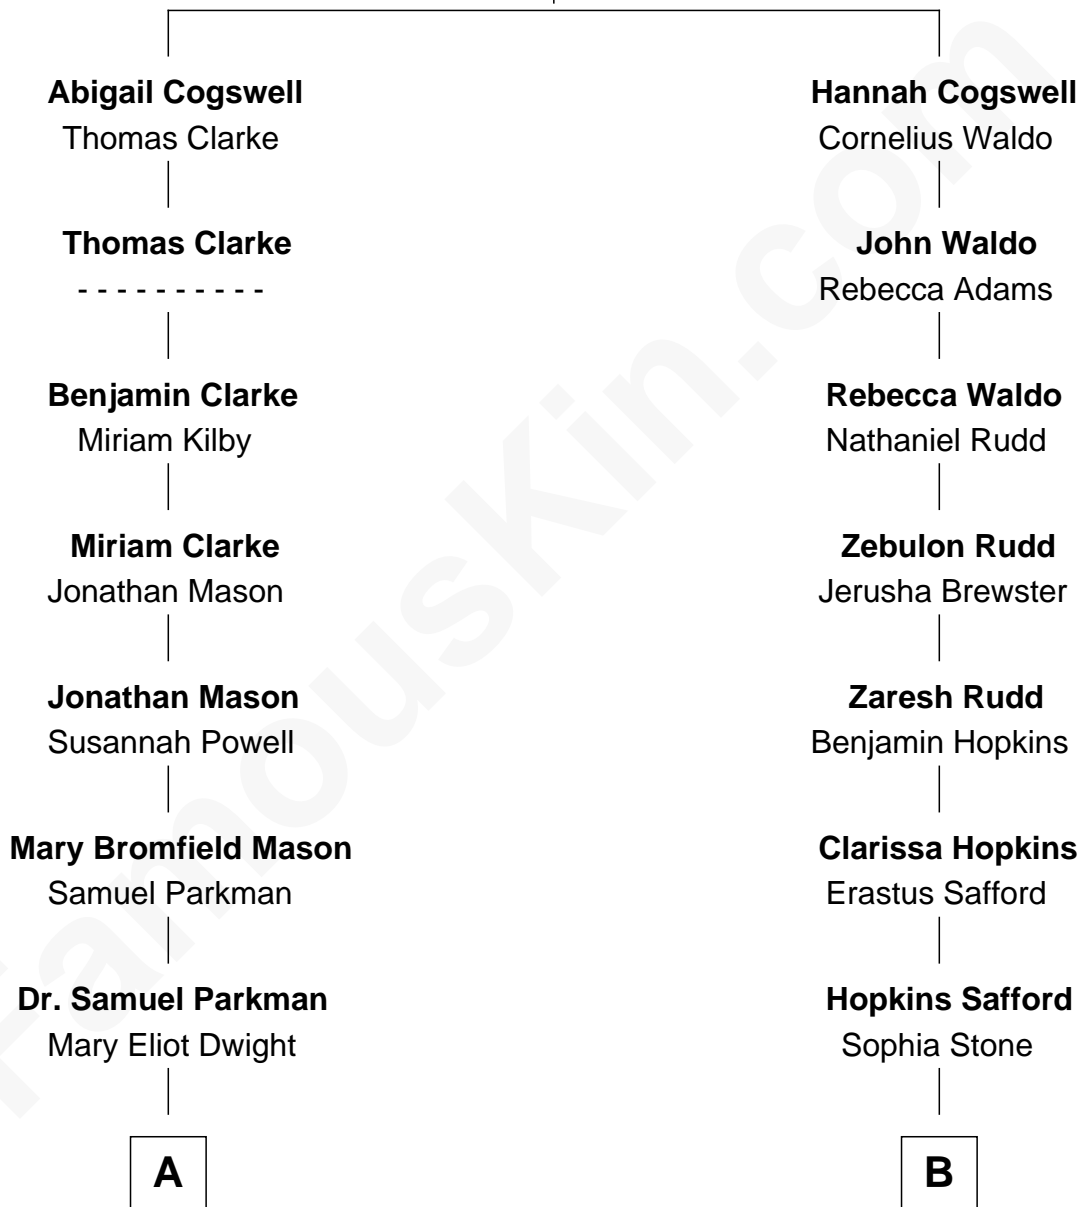 Abigail Cogswell
Thomas Clarke
Thomas Clarke
- - - - - - - - - -
Benjamin Clarke
Miriam Kilby
Miriam Clarke
Jonathan Mason
Jonathan Mason
Susannah Powell
Mary Bromfield Mason
Samuel Parkman
Dr. Samuel Parkman
Mary Eliot Dwight
A
Hannah Cogswell
Cornelius Waldo
John Waldo
Rebecca Adams
Rebecca Waldo
Nathaniel Rudd
Zebulon Rudd
Jerusha Brewster
Zaresh Rudd
Benjamin Hopkins
Clarissa Hopkins
Erastus Safford
Hopkins Safford
Sophia Stone
B
FamousKin.com